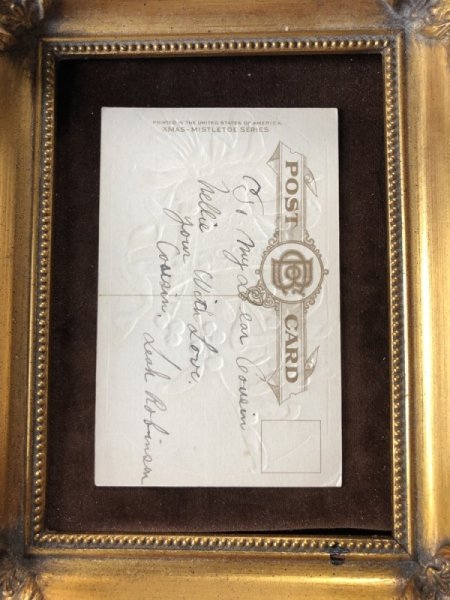 PRINTED IN THE UNITED STATES OF AMERICA
XMAS-MISTLETOE SERIES
POST CARD
My Dear Cousin
Nellie
your With Love.
Cousin, Leah Robinson